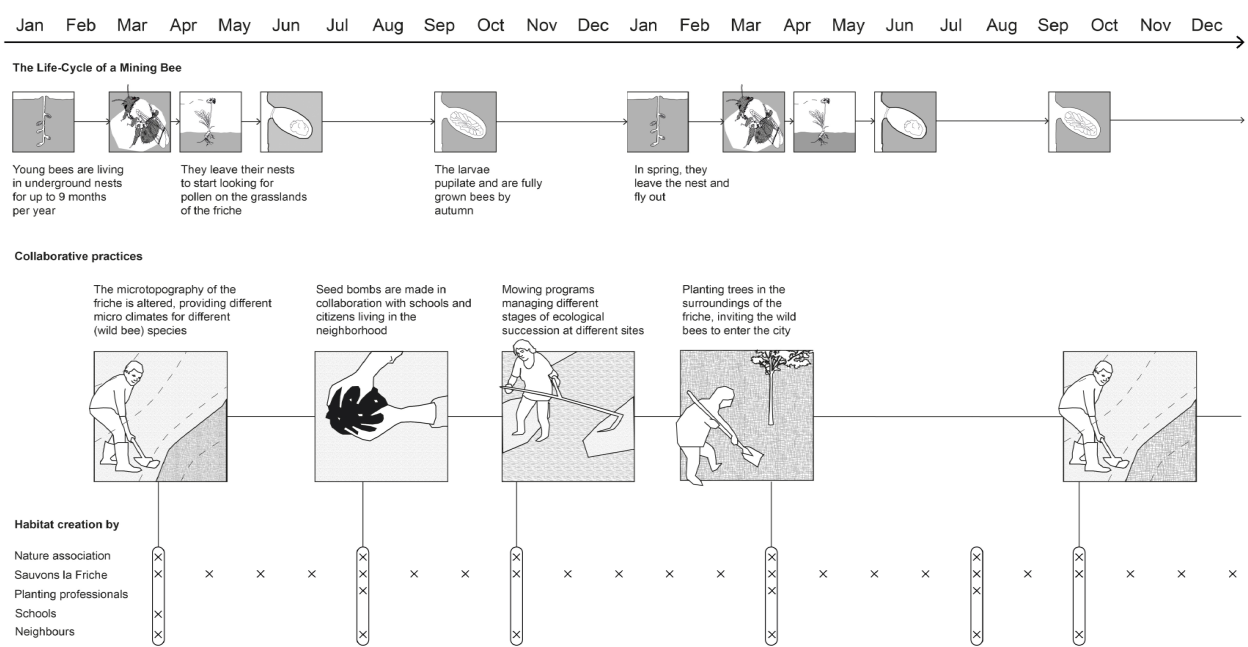 Jan Feb Mar Apr May Jun Jul Aug Sep Oct Nov Dec Jan Feb Mar Apr May Jun Jul Aug Sep Oct Nov Dec
The Life-Cycle of a Mining Bee
Young bees are living
in underground nests
for up to 9 months
per year
They leave their nests
to start looking for
pollen on the grasslands
of the friche
The larvae
pupilate and are fully
grown bees by
autumn
In spring, they
leave the nest and
fly out
Collaborative practices
The microtopography of the
friche is altered, providing different
micro climates for different
(wild bee) species
Seed bombs are made in
collaboration with schools and
citizens living in the
neighborhood
Mowing programs
managing different
stages of ecological
succession at different sites
Planting trees in the
surroundings of the
friche, inviting the wild
bees to enter the city
Habitat creation by
Nature association
Sauvons la Friche
Planting professionals
Schools
Neighbours